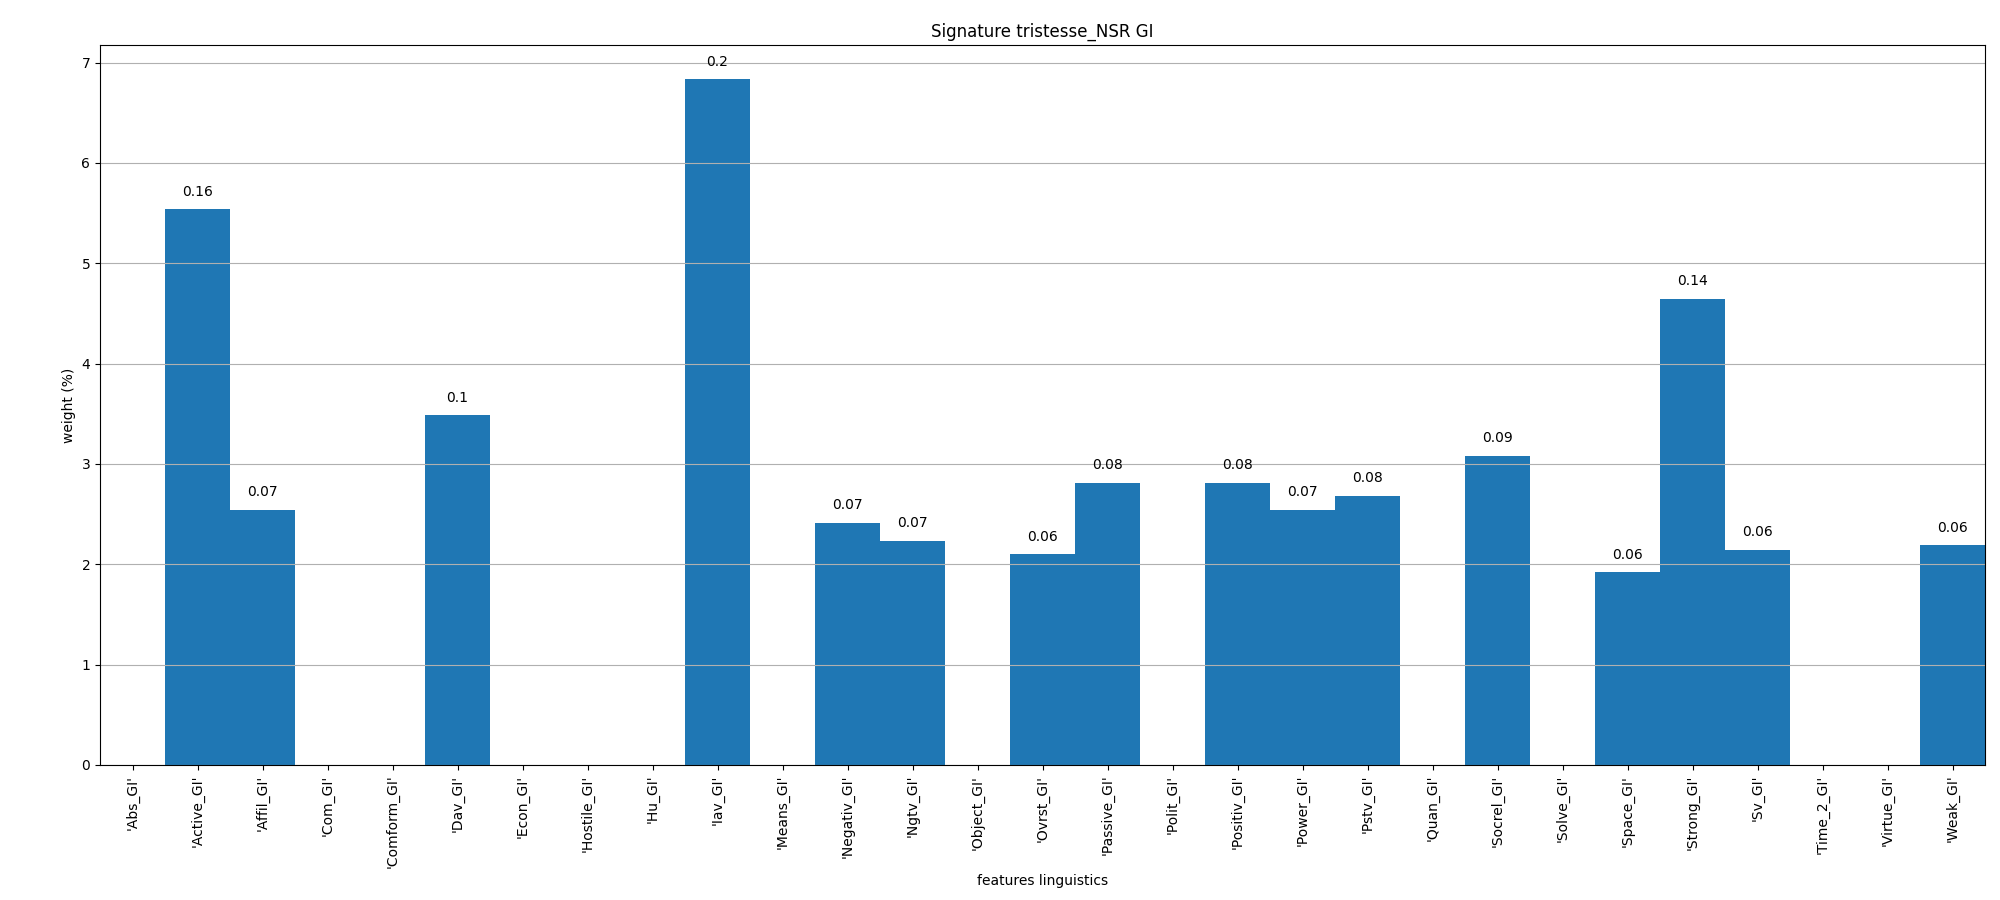 Signature tristesse_NSR GI
7
6
5
4
3
2
1
0
weight (%)
0.16
0.07
0.1
0.2
0.07
0.07
0.06
0.08
0.08
0.07
0.08
0.09
0.06
0.14
0.06
0.06
'Abs_GI'
'Active_GI'
'Affil_GI'
'Com_GI'
'Comform_GI'
'Dav_GI'
'Econ_GI'
'Hostile_GI'
'Hu_GI'
'Iav_GI'
'Means_GI'
'Negativ_GI'
'Ngtv_GI'
'Object_GI'
'Ovrst_GI'
'Passive_GI'
'Polit_GI'
'Positiv_GI'
'Power_GI'
'Pstv_GI'
'Quan_GI'
'Socrel_GI'
'Solve_GI'
'Space_GI'
'Strong_GI'
'Sv_GI'
'Time_2_GI'
'Virtue_GI'
'Weak_GI'
features linguistics